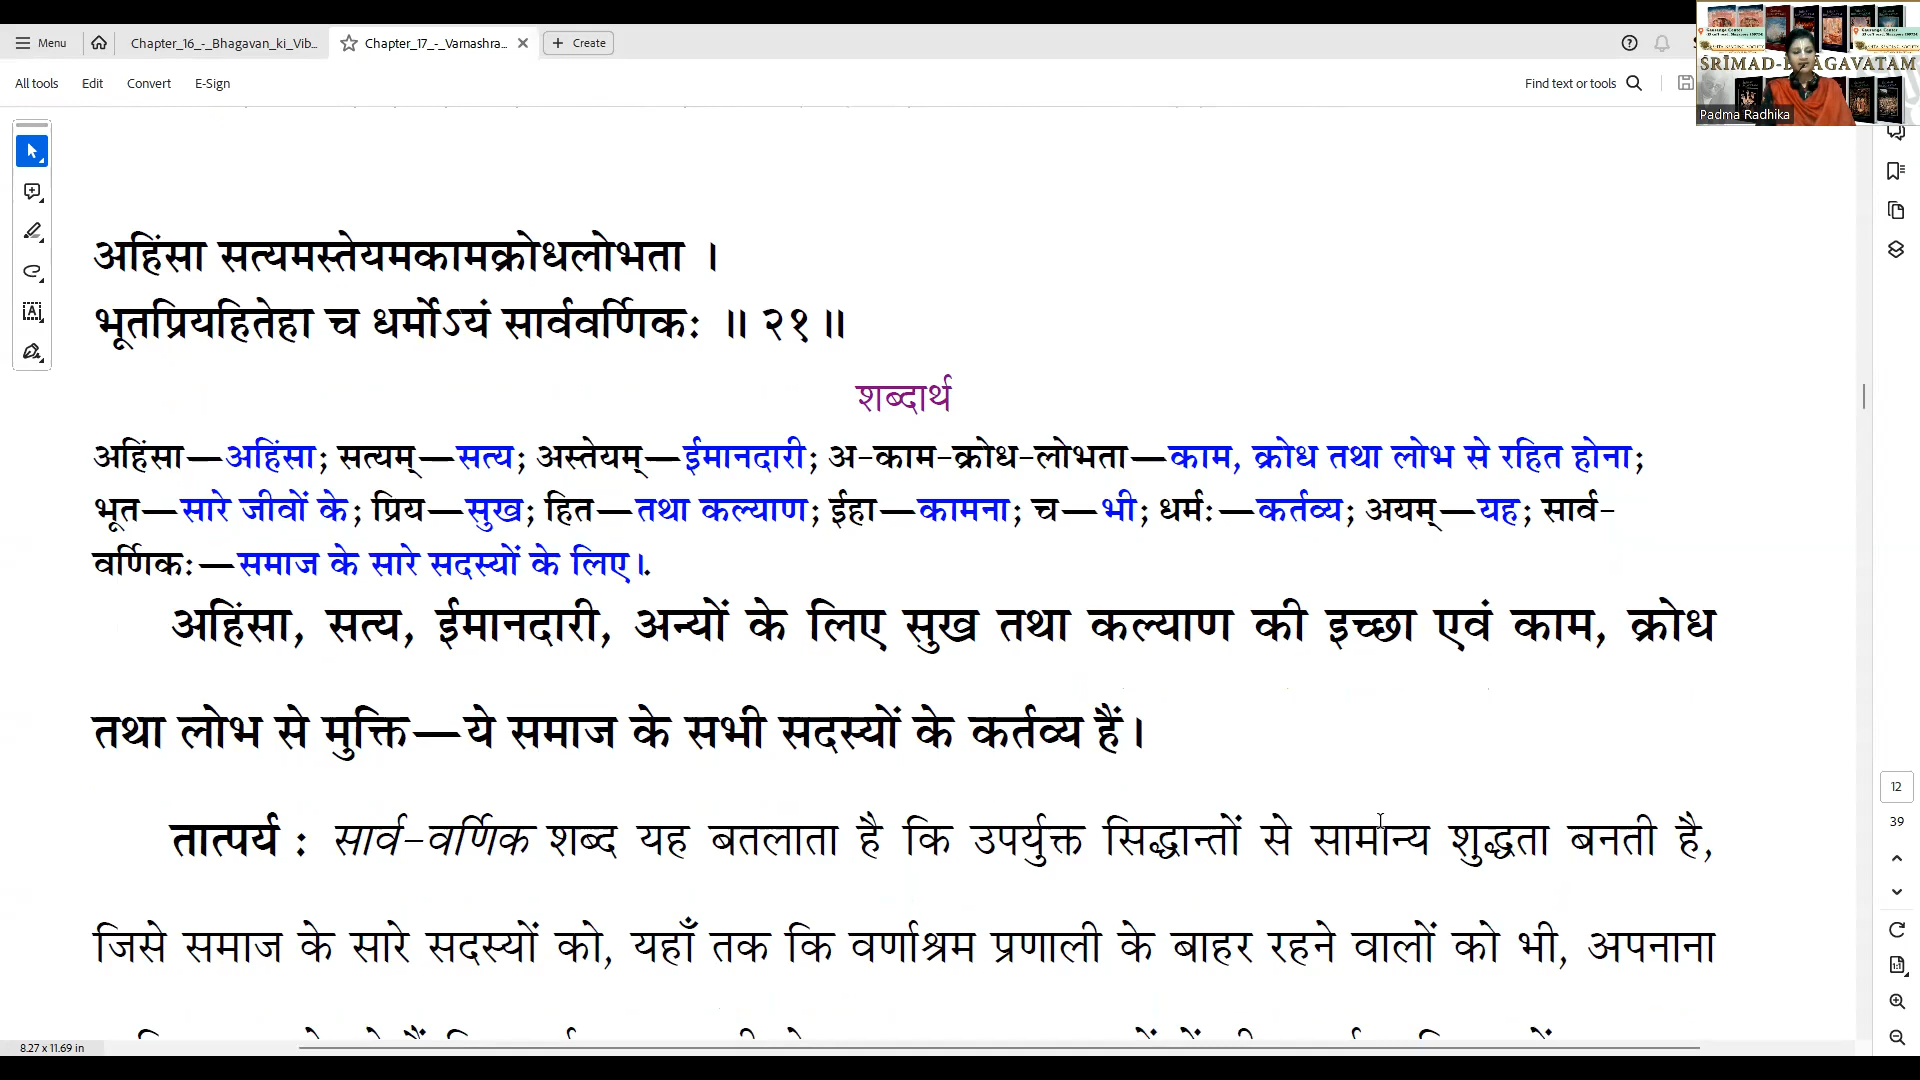 Menu
Chapter_16_-_Bhagavan_ki_Vib...
Chapter_17_-_Varnashra...
Create
All tools Edit Convert E-Sign
Find text or tools
ŚRĪMAD-BHĀGAVATAM
Padma Radhika
अहिंसा सत्यमस्तेयमकामक्रोधलोभता ।
भूतप्रियहितेहा च धर्मोऽयं सार्ववर्णिकः ॥ २१॥
शब्दार्थ
अहिंसा—अहिंसा; सत्यम्—सत्य; अस्तेयम्—ईमानदारी; अ-काम-क्रोध-लोभता—काम, क्रोध तथा लोभ से रहित होना;
भूत—सारे जीवों के; प्रिय—सुख; हित—तथा कल्याण; ईहा—कामना; च—भी; धर्मः—कर्तव्य; अयम्—यह; सार्व-
वर्णिकः—समाज के सारे सदस्यों के लिए।.
अहिंसा, सत्य, ईमानदारी, अन्यों के लिए सुख तथा कल्याण की इच्छा एवं काम, क्रोध
तथा लोभ से मुक्ति—ये समाज के सभी सदस्यों के कर्तव्य हैं।
तात्पर्य : सार्व-वर्णिक शब्द यह बतलाता है कि उपर्युक्त सिद्धान्तों से सामान्य शुद्धता बनती है,
जिसे समाज के सारे सदस्यों को, यहाँ तक कि वर्णाश्रम प्रणाली के बाहर रहने वालों को भी, अपनाना
12
39
8.27 x 11.69 in